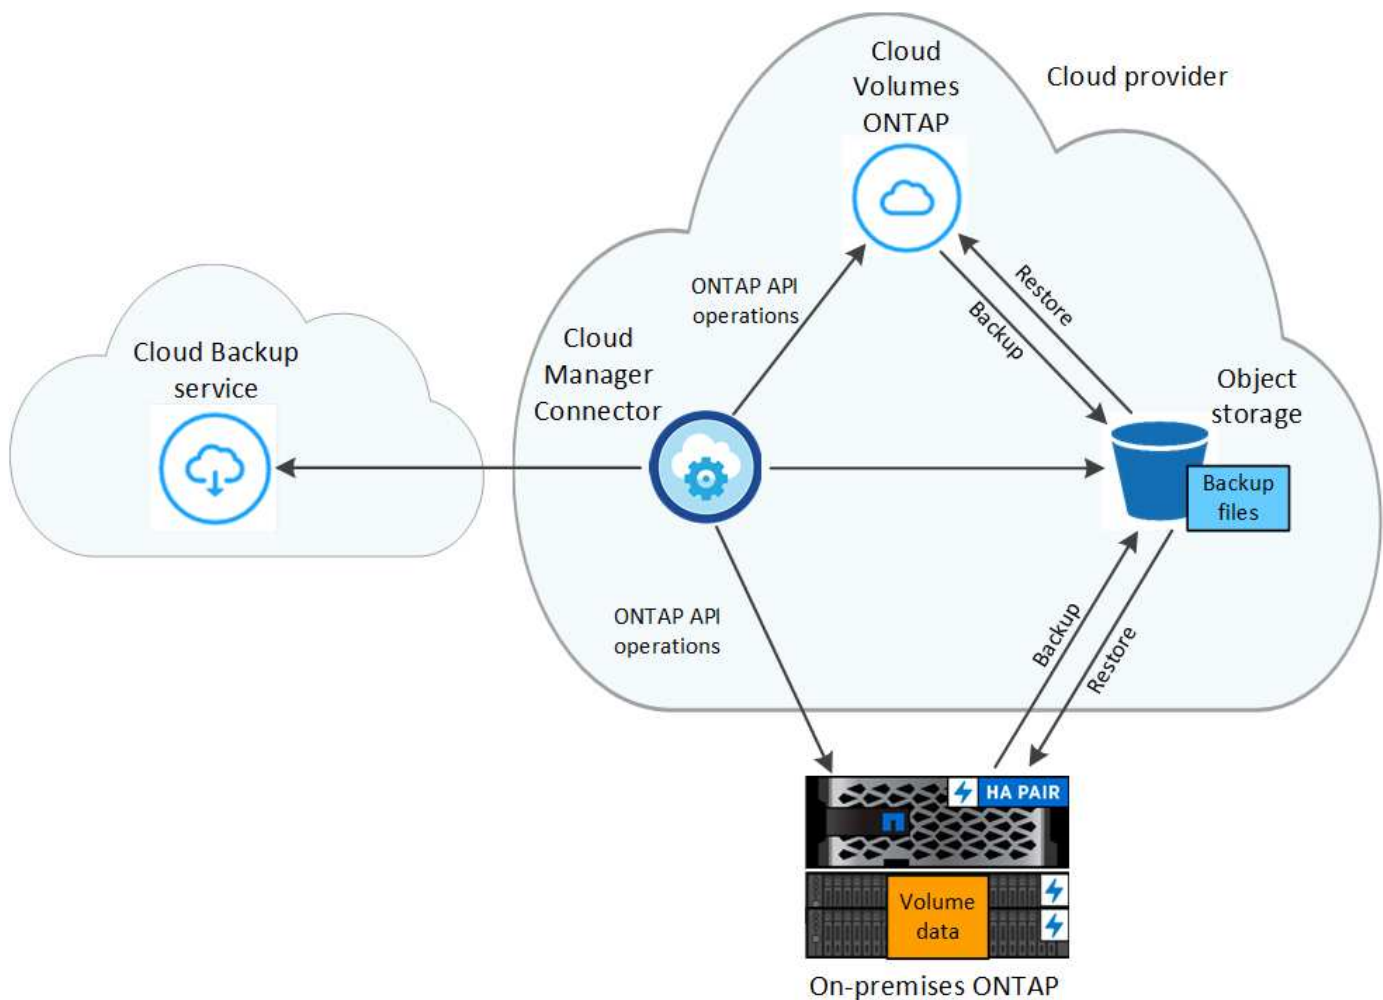 Cloud
Volumes
ONTAP
Cloud provider
ONTAP API
operations
Restore
Backup
Cloud Backup
service
Cloud
Manager
Connector
Object
storage
Backup
files
ONTAP API
operations
Backup
Restore
HA PAIR
Volume
data
On-premises ONTAP